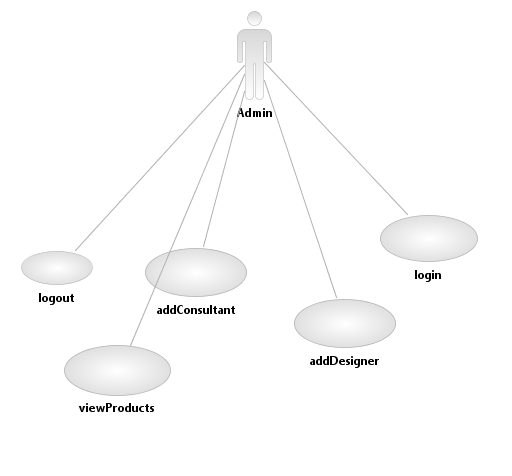 Admin
login
logout
addConsultant
addDesigner
viewProducts